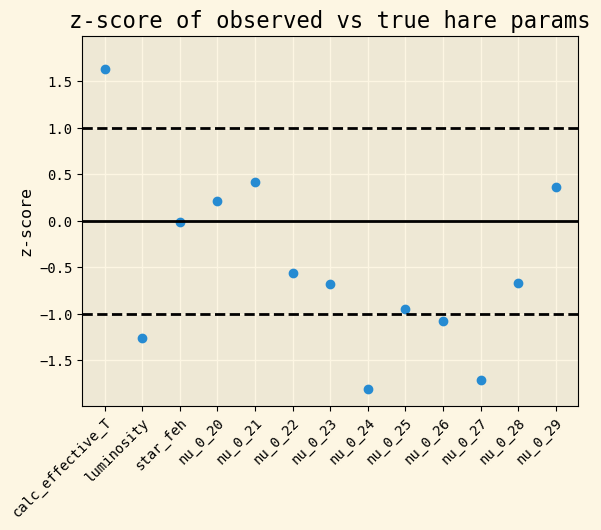 z-score of observed vs true hare params
z-score
1.5
1.0
0.5
0.0
−0.5
−1.0
−1.5
calc_effective_T
luminosity
star_feh
nu_0_20
nu_0_21
nu_0_22
nu_0_23
nu_0_24
nu_0_25
nu_0_26
nu_0_27
nu_0_28
nu_0_29